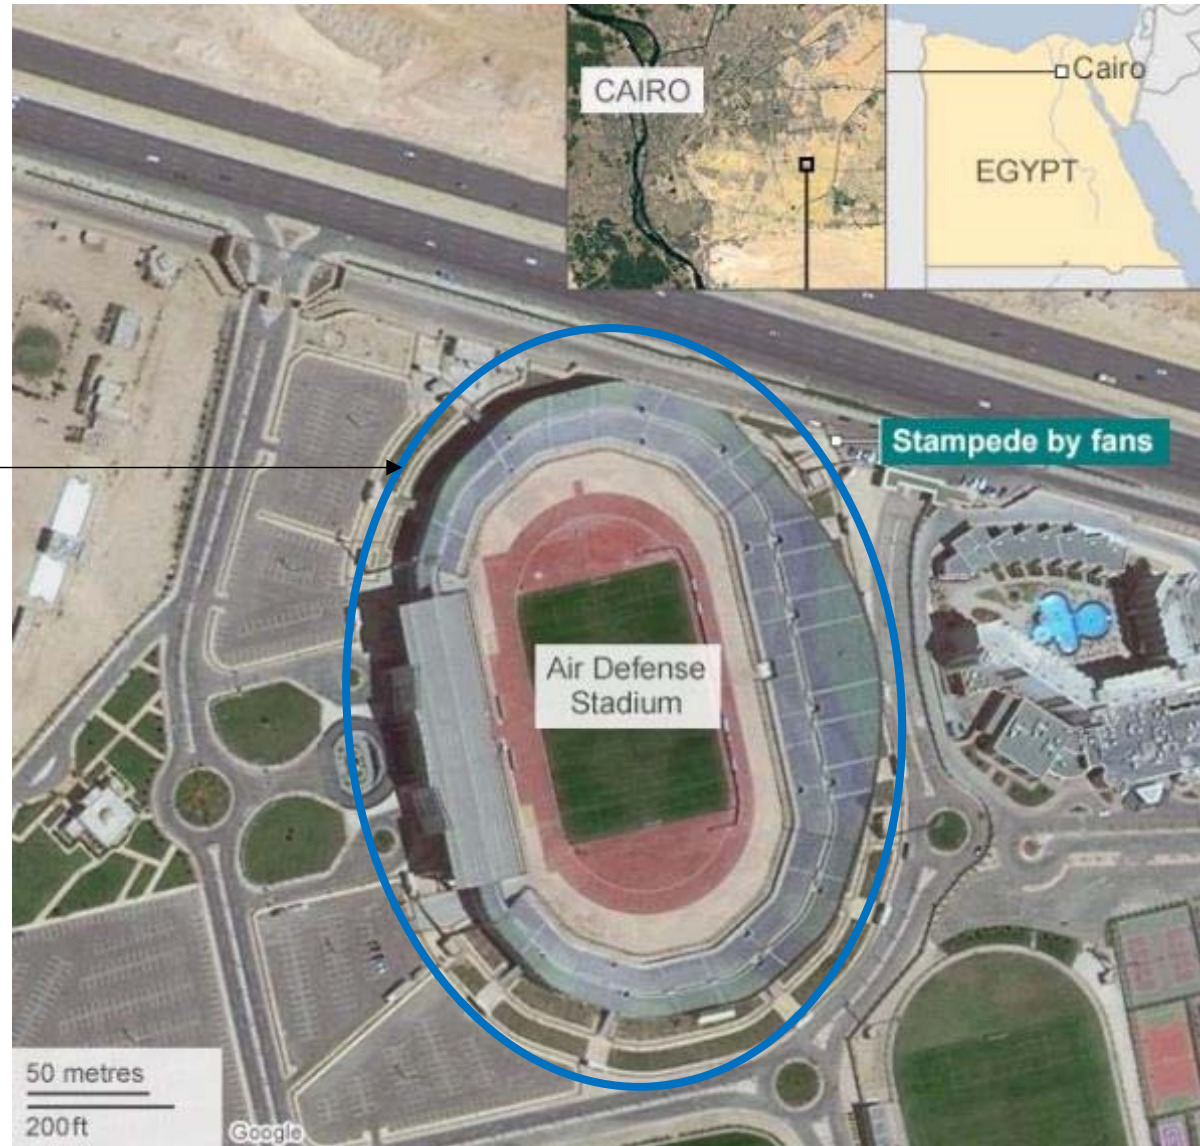 CAIRO
Cairo
EGYPT
Stampede by fans
Air Defense
Stadium
50 metres
200ft
Google